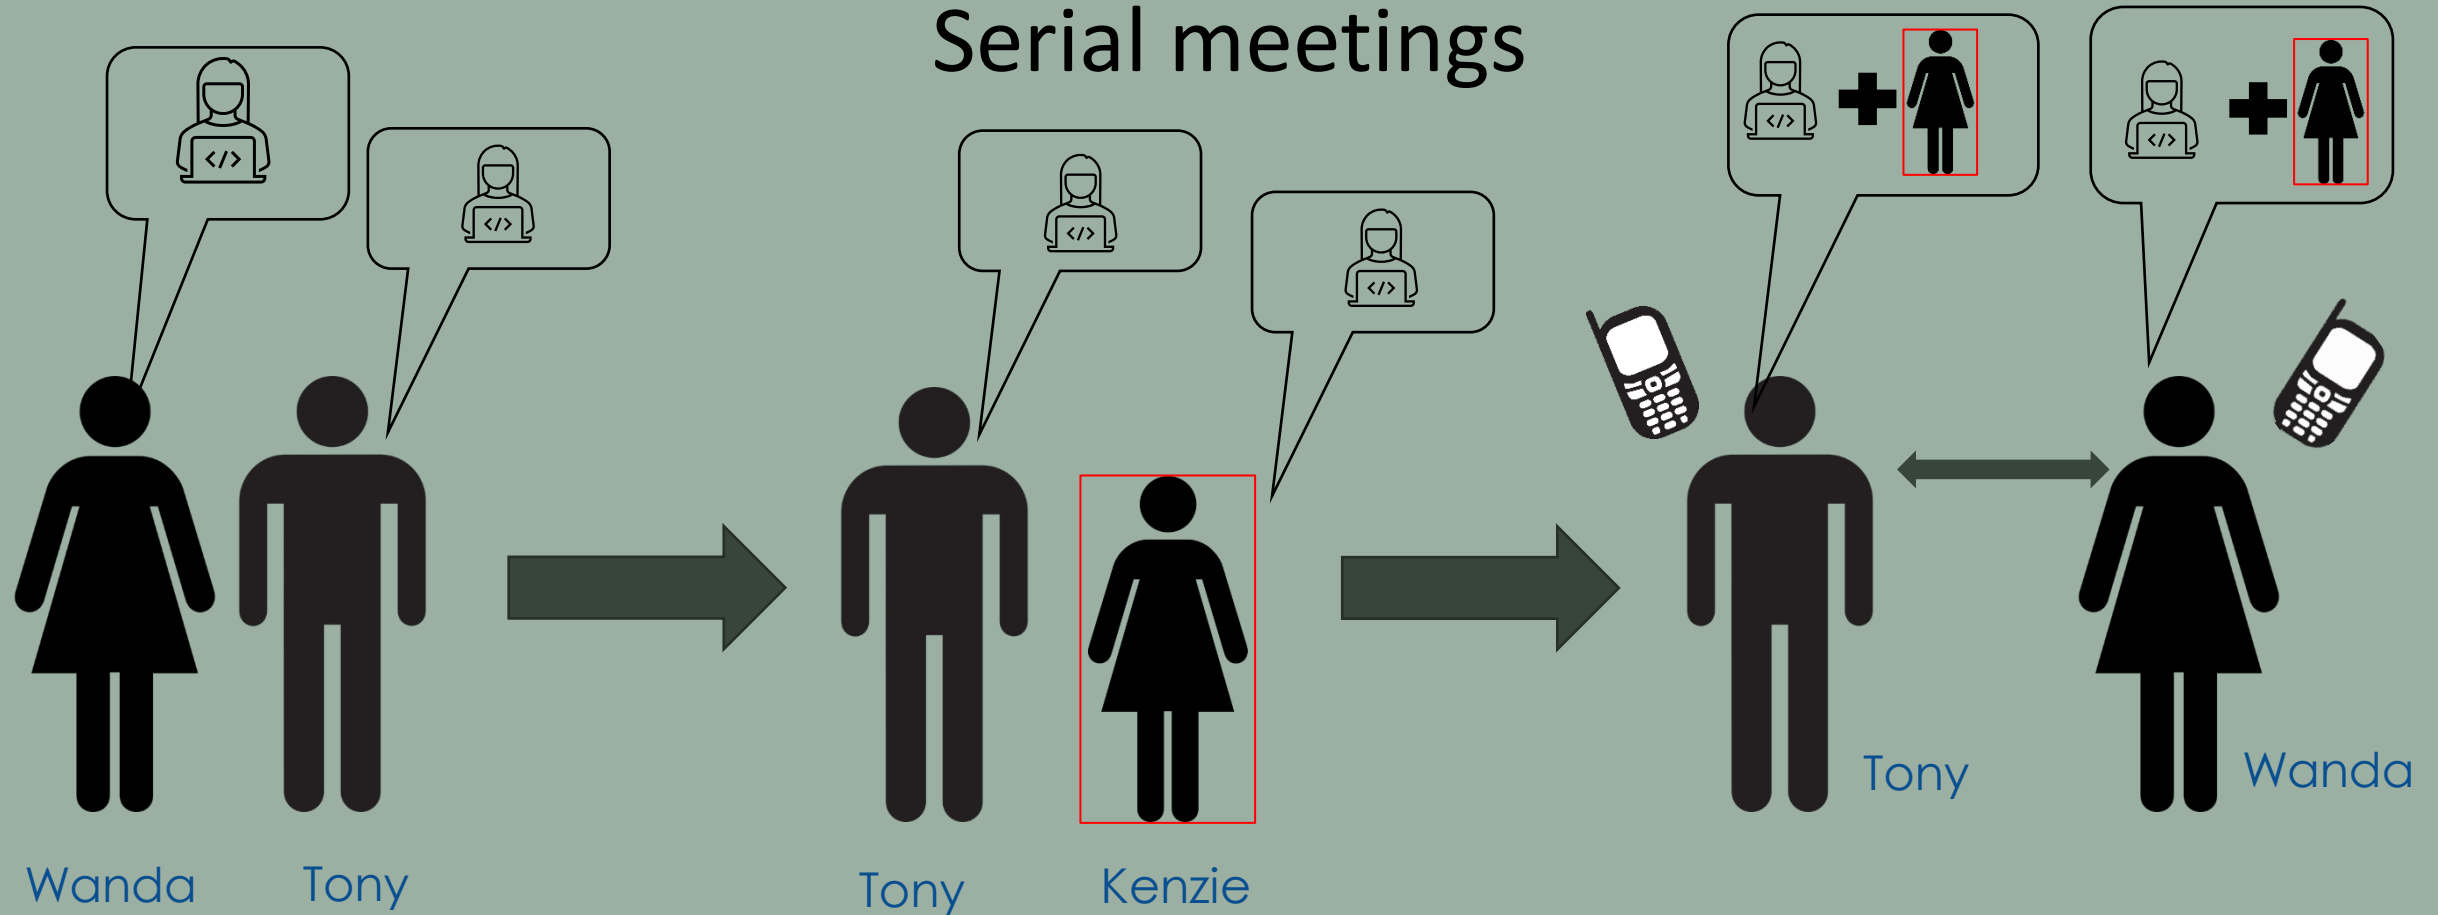 Serial meetings
</>
</>
</>
</>
</>
</>
Tony
Wanda
Wanda
Tony
Tony
Kenzie